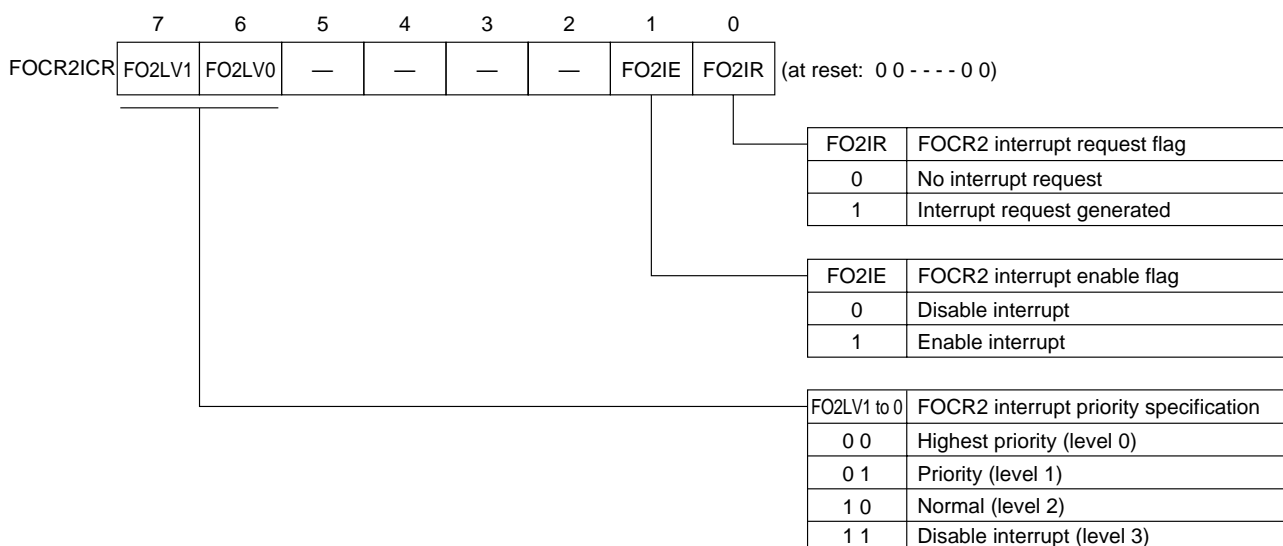 7 6 5 4 3 2 1 0
FOCR2ICR FO2LV1 FO2LV0 — — — — FO2IE FO2IR (at reset: 0 0 - - - - 0 0)
FO2IR FOCR2 interrupt request flag
0 No interrupt request
1 Interrupt request generated
FO2IE FOCR2 interrupt enable flag
0 Disable interrupt
1 Enable interrupt
FO2LV1 to 0 FOCR2 interrupt priority specification
0 0 Highest priority (level 0)
0 1 Priority (level 1)
1 0 Normal (level 2)
1 1 Disable interrupt (level 3)